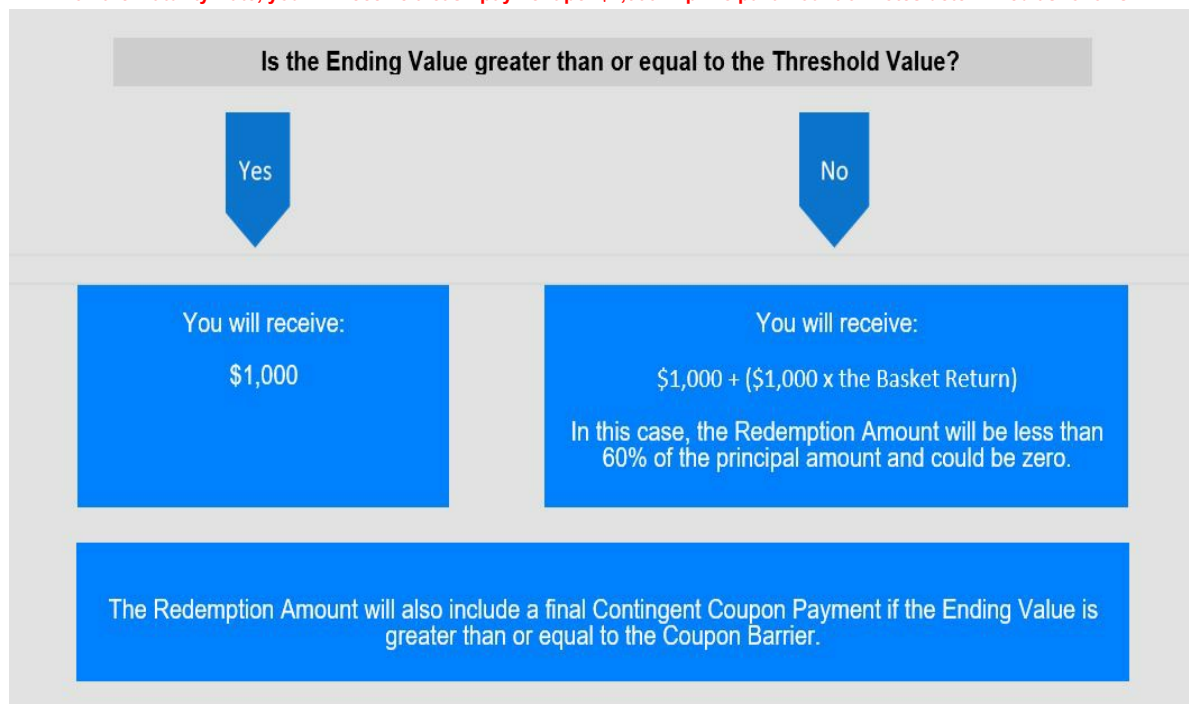 Is the Ending Value greater than or equal to the Threshold Value?
Yes
No
You will receive:
$1,000
You will receive:
$1,000 + ($1,000 x the Basket Return)
In this case, the Redemption Amount will be less than
60% of the principal amount and could be zero.
The Redemption Amount will also include a final Contingent Coupon Payment if the Ending Value is
greater than or equal to the Coupon Barrier.